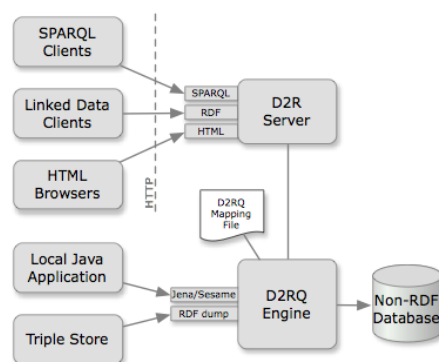 SPARQL
Clients
Linked Data
Clients
HTML
Browsers
HTTP
SPARQL
RDF
HTML
D2R
Server
D2RQ
Mapping
File
Local Java
Application
Triple Store
Jena/Sesame
RDF dump
D2RQ
Engine
Non-RDF
Database